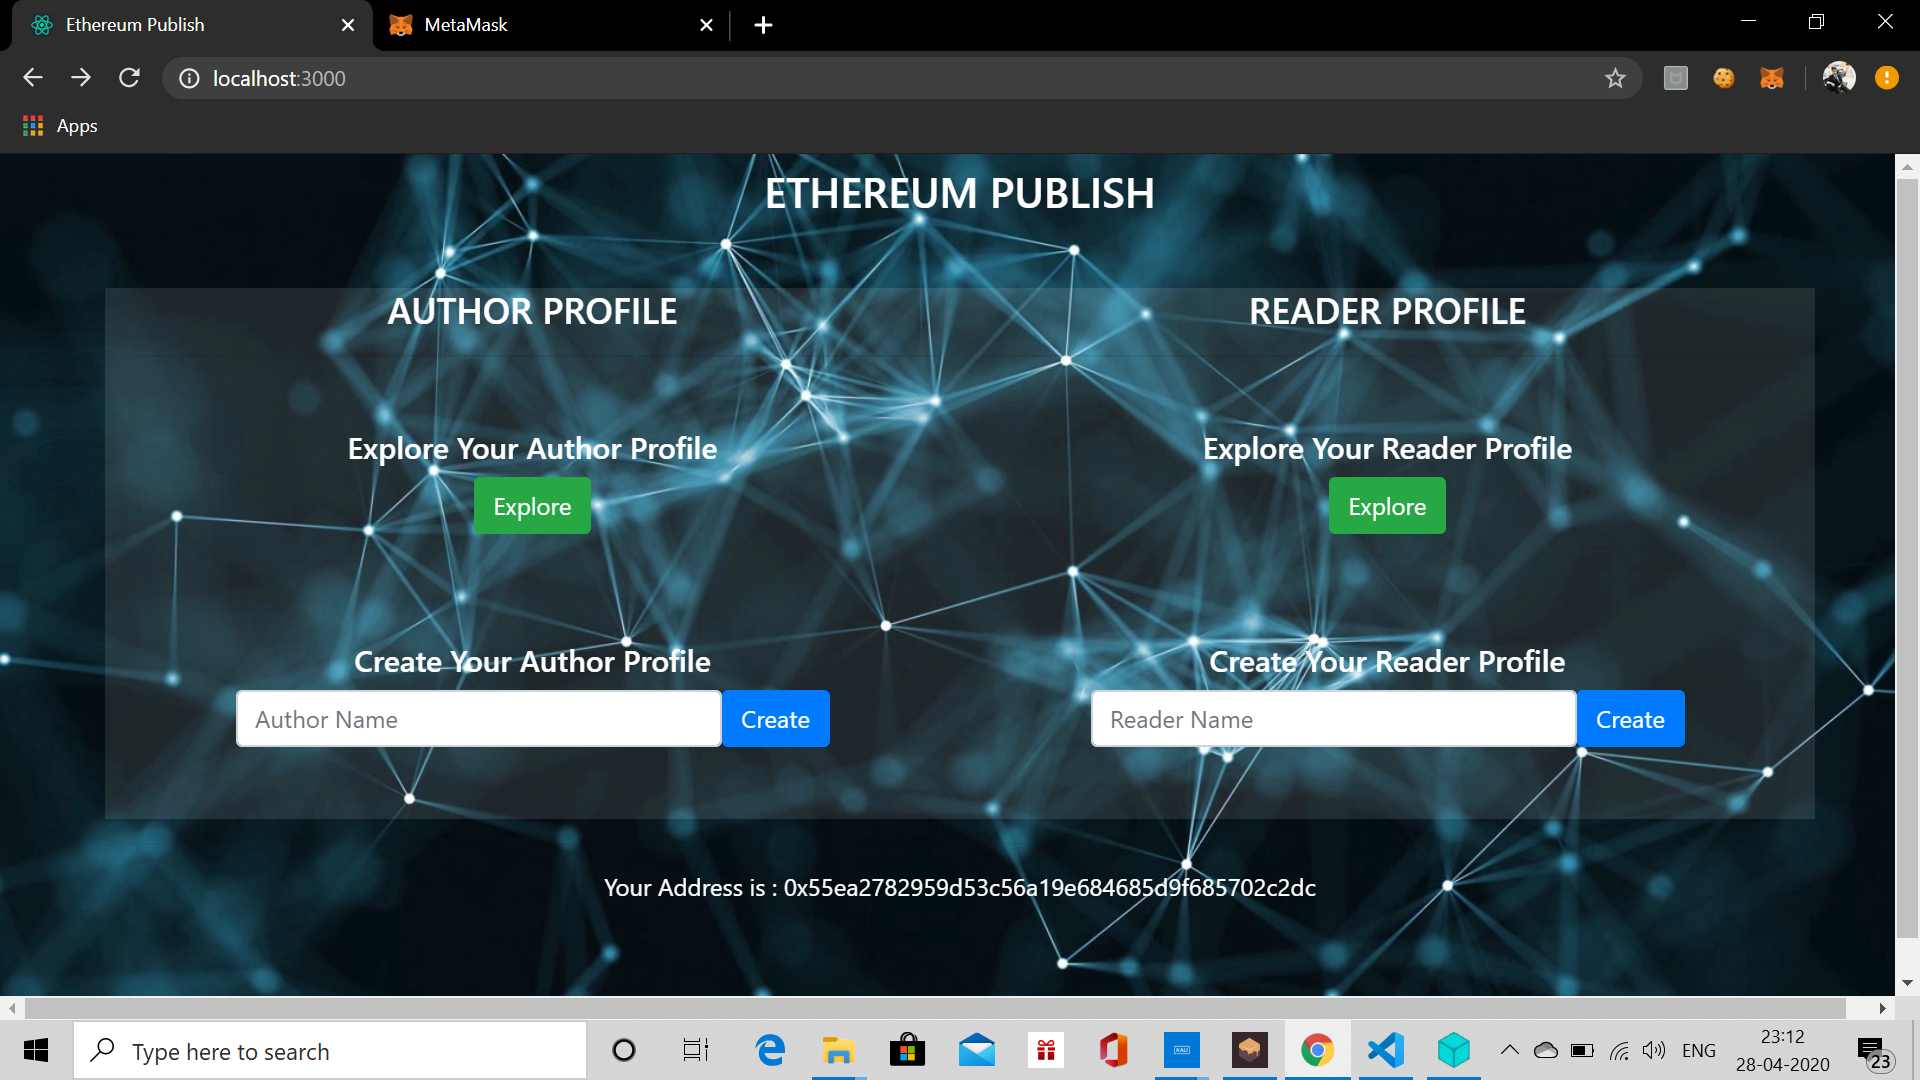 Ethereum Publish
MetaMask
localhost:3000
Apps
ETHEREUM PUBLISH
AUTHOR PROFILE
READER PROFILE
Explore Your Author Profile
Explore Your Reader Profile
Explore
Explore
Create Your Author Profile
Create Your Reader Profile
Author Name
Create
Reader Name
Create
Your Address is : 0x55ea2782959d53c56a19e684685d9f685702c2dc
Type here to search
KALI
ENG
23:12
28-04-2020
23